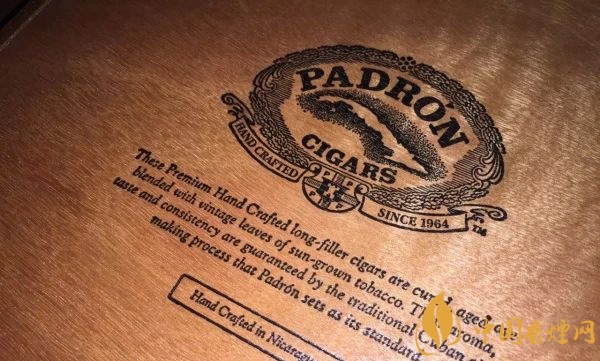 PADRÓN
CIGARS
HAND CRAFTED
SINCE 1964
These Premium Hand Crafted long-filler cigars are cured, aged and
blended with vintage leaves of sun-grown tobacco. The aroma,
taste and consistency are guaranteed by the traditional Cuban
making process that Padrón sets as its standard
Hand Crafted in